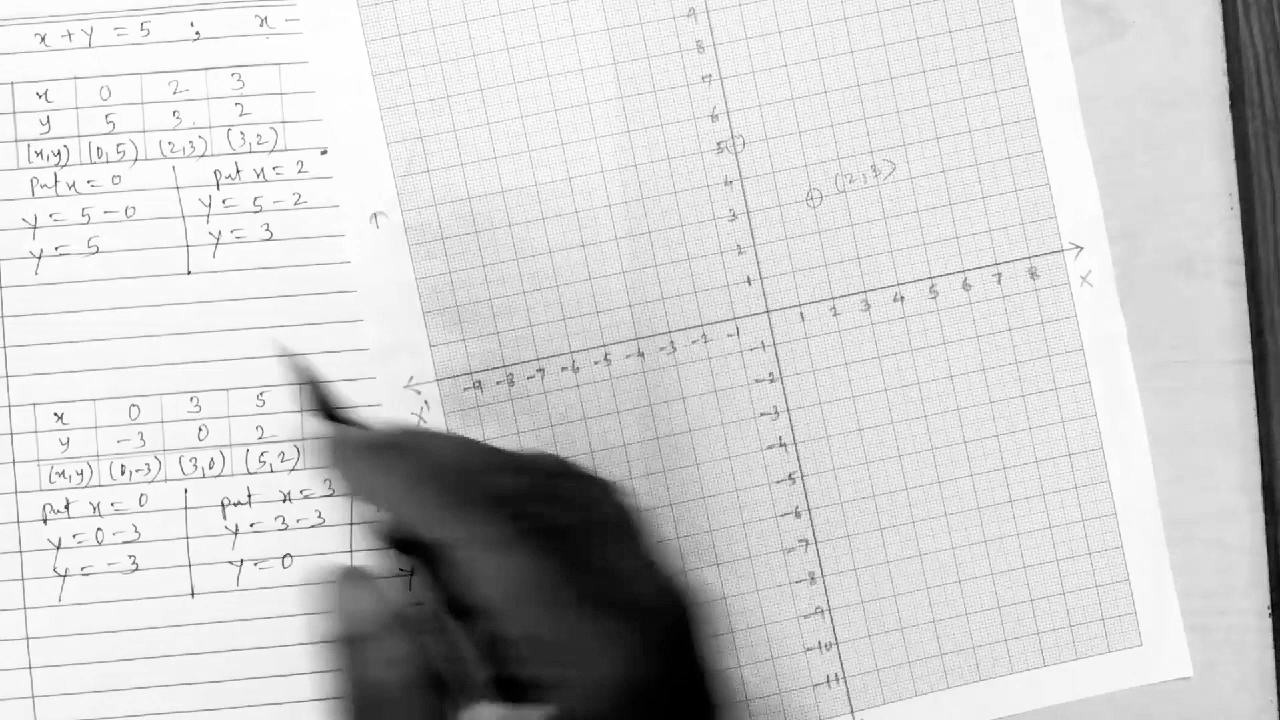 x + y = 5 ; x -
x 0 2 3
y 5 3 2
(x,y) (0,5) (2,3) (3,2)
put x = 0 put x = 2
y = 5 - 0 y = 5 - 2
y = 5 y = 3
x 0 3 5
y -3 0 2
(x,y) (0,-3) (3,0) (5,2)
put x = 0 put x = 3
y = 0 - 3 y = 3 - 3
y = -3 y = 0
y
9
8
7
6
5
4
3
2
1
(2,3)
X
X'
-9 -8 -7 -6 -5 -4 -3 -2 -1 1 2 3 4 5 6 7 8
-1
-2
-3
-4
-5
-6
-7
-8
-9
-10
-11